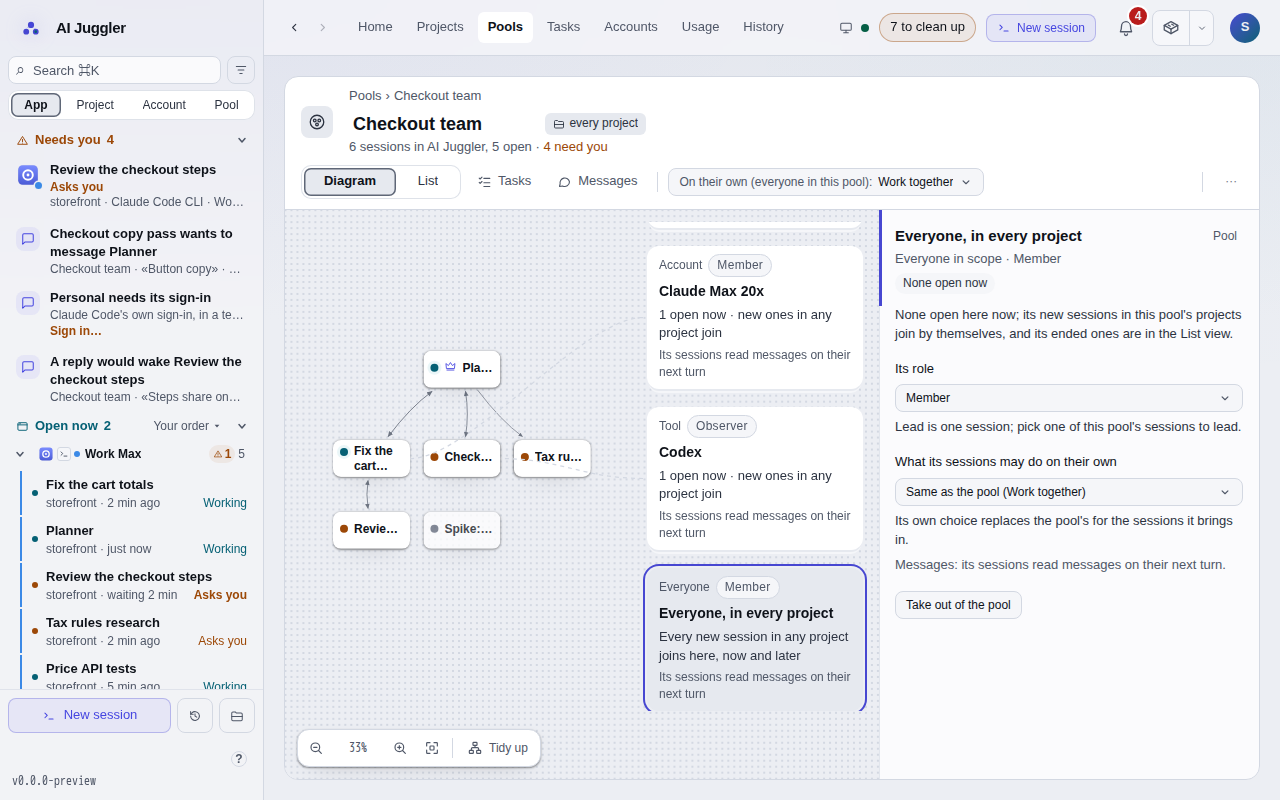 AI Juggler
Search ⌘K
App Project Account Pool
Needs you 4
Review the checkout steps
Asks you
storefront · Claude Code CLI · Wo…
Checkout copy pass wants to
message Planner
Checkout team · «Button copy» · …
Personal needs its sign-in
Claude Code's own sign-in, in a te…
Sign in…
A reply would wake Review the
checkout steps
Checkout team · «Steps share on…
Open now 2
Your order
Work Max
1 5
Fix the cart totals
storefront · 2 min ago Working
Planner
storefront · just now Working
Review the checkout steps
storefront · waiting 2 min Asks you
Tax rules research
storefront · 2 min ago Asks you
Price API tests
storefront · 5 min ago Working
New session
?
v0.0.0-preview
Home Projects Pools Tasks Accounts Usage History
7 to clean up
New session
4
S
Pools › Checkout team
Checkout team
every project
6 sessions in AI Juggler, 5 open · 4 need you
Diagram List Tasks Messages
On their own (everyone in this pool): Work together
Pla…
Fix the
cart…
Check…
Tax ru…
Revie…
Spike:…
Account Member
Claude Max 20x
1 open now · new ones in any
project join
Its sessions read messages on their
next turn
Tool Observer
Codex
1 open now · new ones in any
project join
Its sessions read messages on their
next turn
Everyone Member
Everyone, in every project
Every new session in any project
joins here, now and later
Its sessions read messages on their
next turn
33%
Tidy up
Everyone, in every project
Pool
Everyone in scope · Member
None open now
None open here now; its new sessions in this pool's projects
join by themselves, and its ended ones are in the List view.
Its role
Member
Lead is one session; pick one of this pool's sessions to lead.
What its sessions may do on their own
Same as the pool (Work together)
Its own choice replaces the pool's for the sessions it brings
in.
Messages: its sessions read messages on their next turn.
Take out of the pool